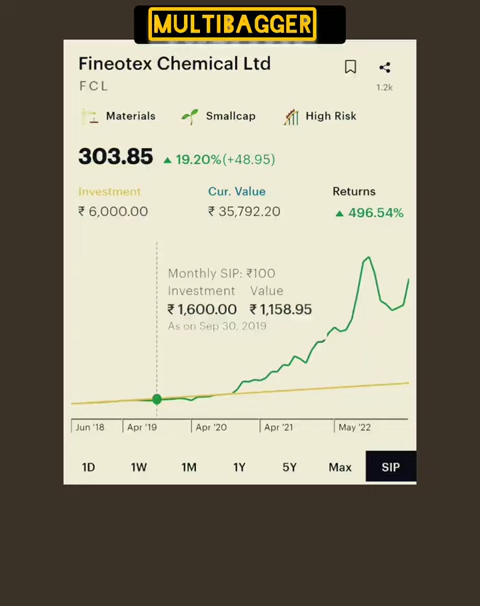 MULTIBAGGER
Fineotex Chemical Ltd
FCL
1.2k
Materials Smallcap High Risk
303.85 ▲ 19.20% (+48.95)
Investment Cur. Value Returns
₹ 6,000.00 ₹ 35,792.20 ▲ 496.54%
Monthly SIP: ₹100
Investment Value
₹ 1,600.00 ₹ 1,158.95
As on Sep 30, 2019
Jun '18 Apr '19 Apr '20 Apr '21 May '22
1D 1W 1M 1Y 5Y Max SIP